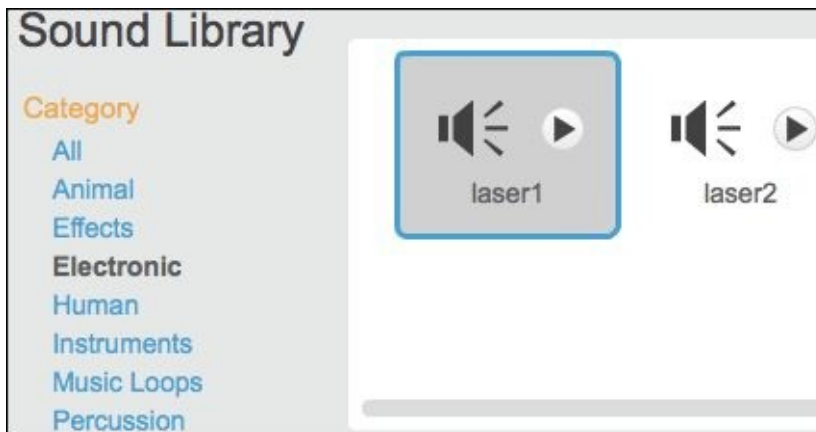 Sound Library
Category
All
Animal
Effects
Electronic
Human
Instruments
Music Loops
Percussion
laser1
laser2